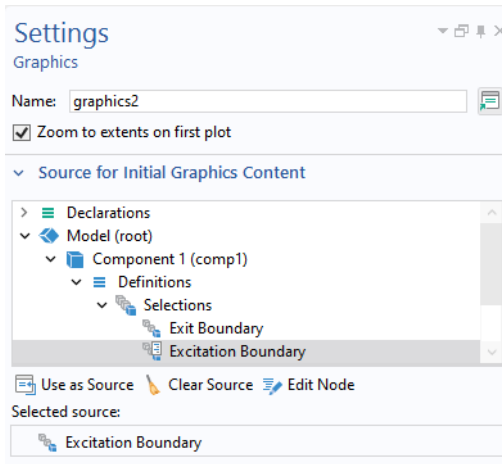 Settings
Graphics
Name: graphics2
Zoom to extents on first plot
Source for Initial Graphics Content
Declarations
Model (root)
Component 1 (comp1)
Definitions
Selections
Exit Boundary
Excitation Boundary
Use as Source Clear Source Edit Node
Selected source:
Excitation Boundary